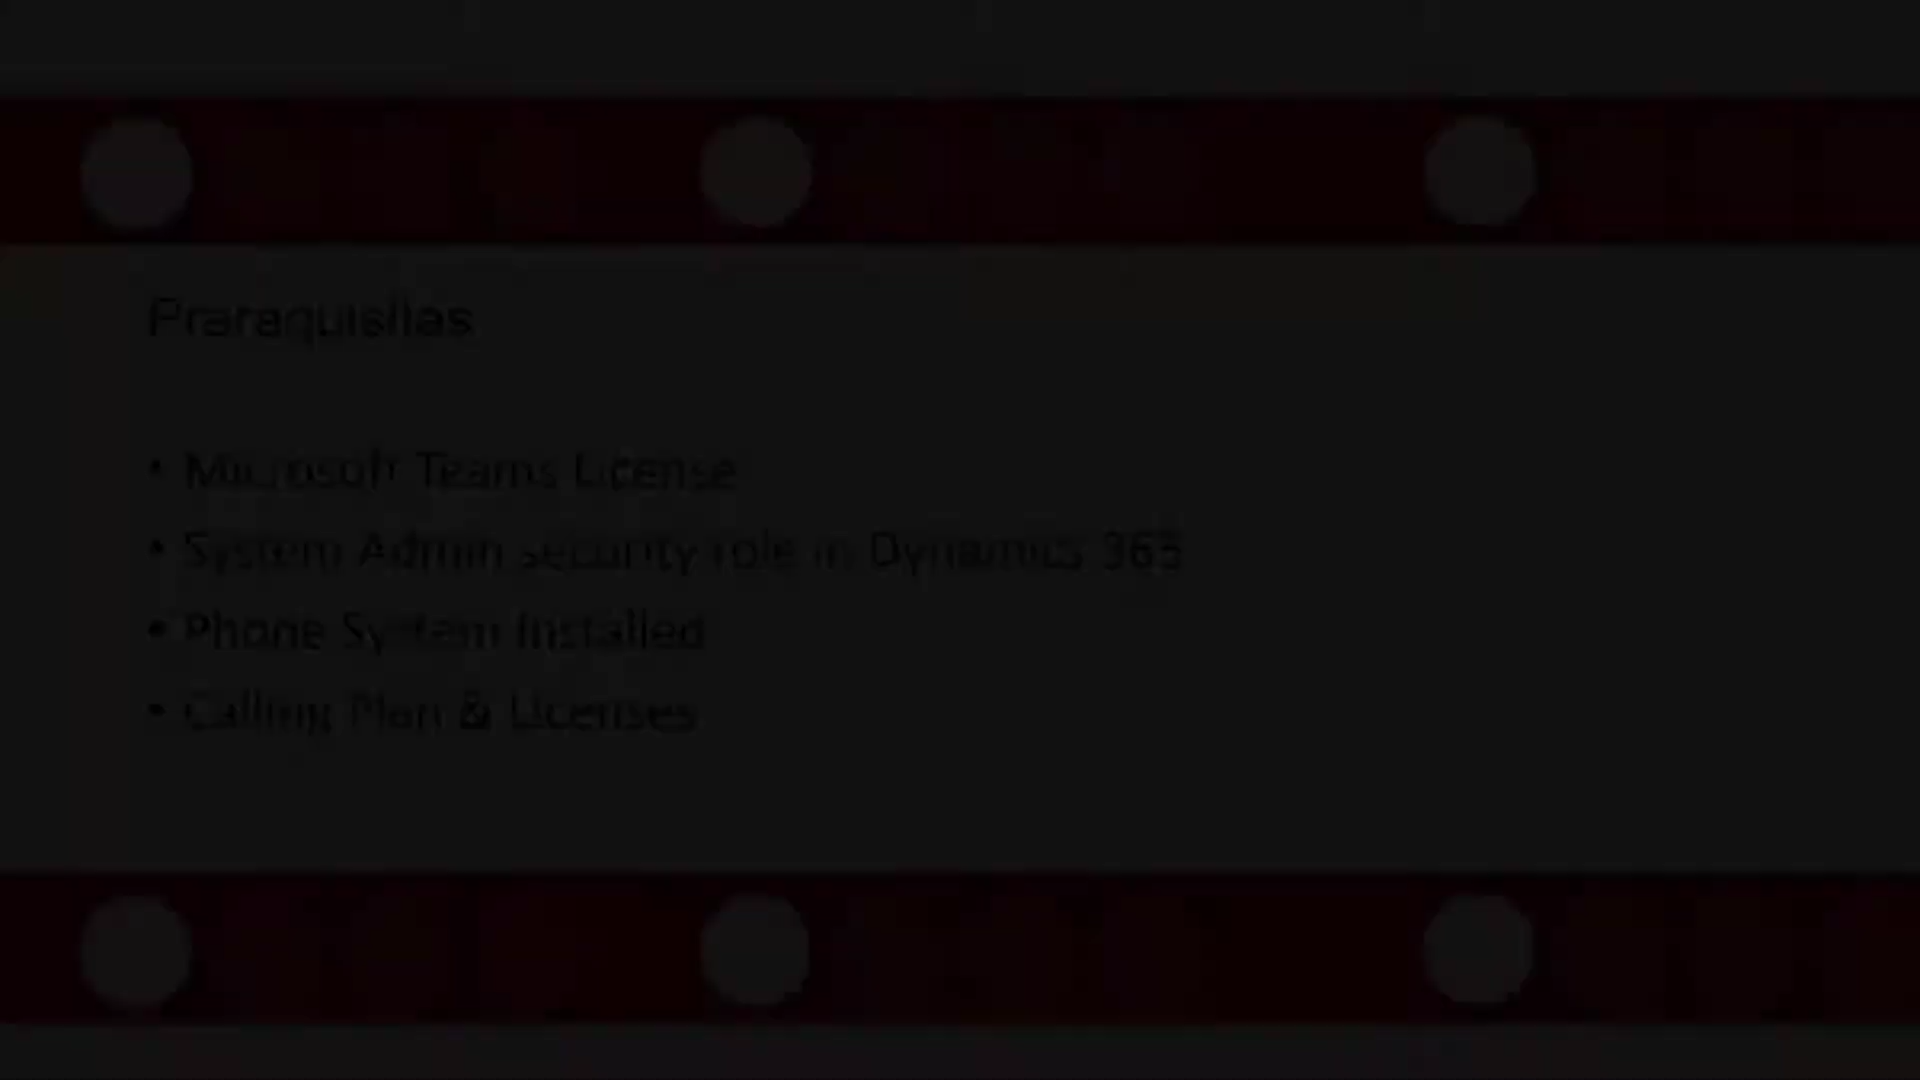 Prerequisites
• Microsoft Teams License
• System Admin security role in Dynamics 365
• Phone System Installed
• Calling Plan & Licenses